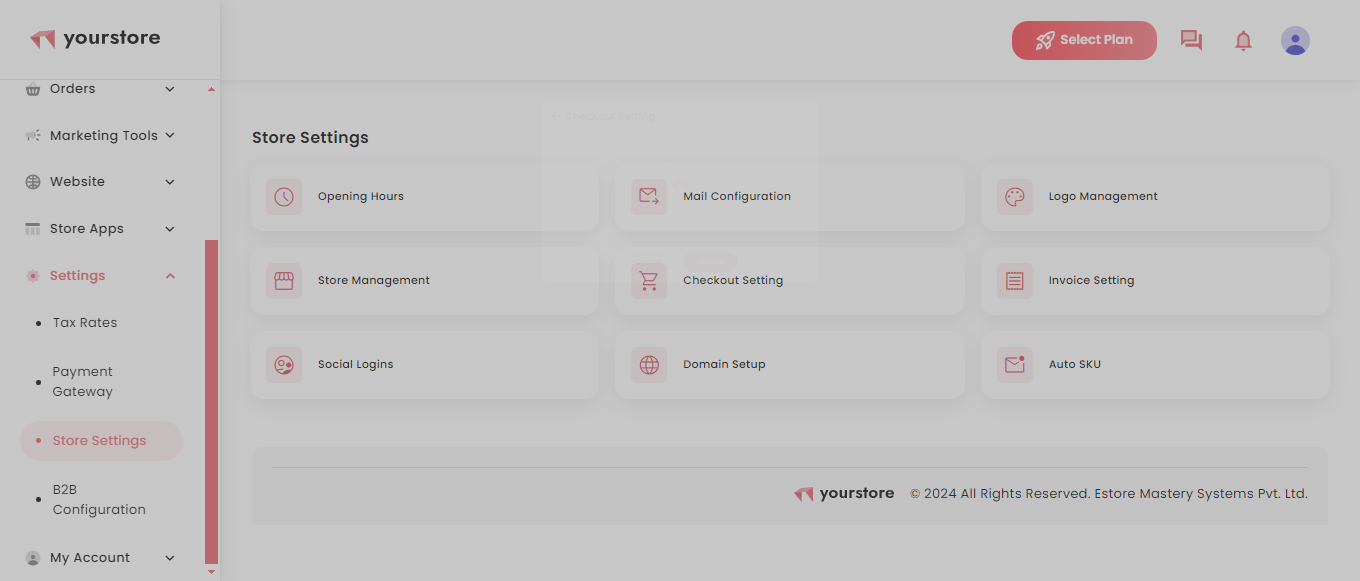 yourstore
Select Plan
Orders
Marketing Tools
Website
Store Apps
Settings
Tax Rates
Payment
Gateway
Store Settings
B2B
Configuration
My Account
← Checkout Setting
Store Settings
Opening Hours
Mail Configuration
Logo Management
Store Management
Checkout Setting
Invoice Setting
Social Logins
Domain Setup
Auto SKU
yourstore © 2024 All Rights Reserved. Estore Mastery Systems Pvt. Ltd.